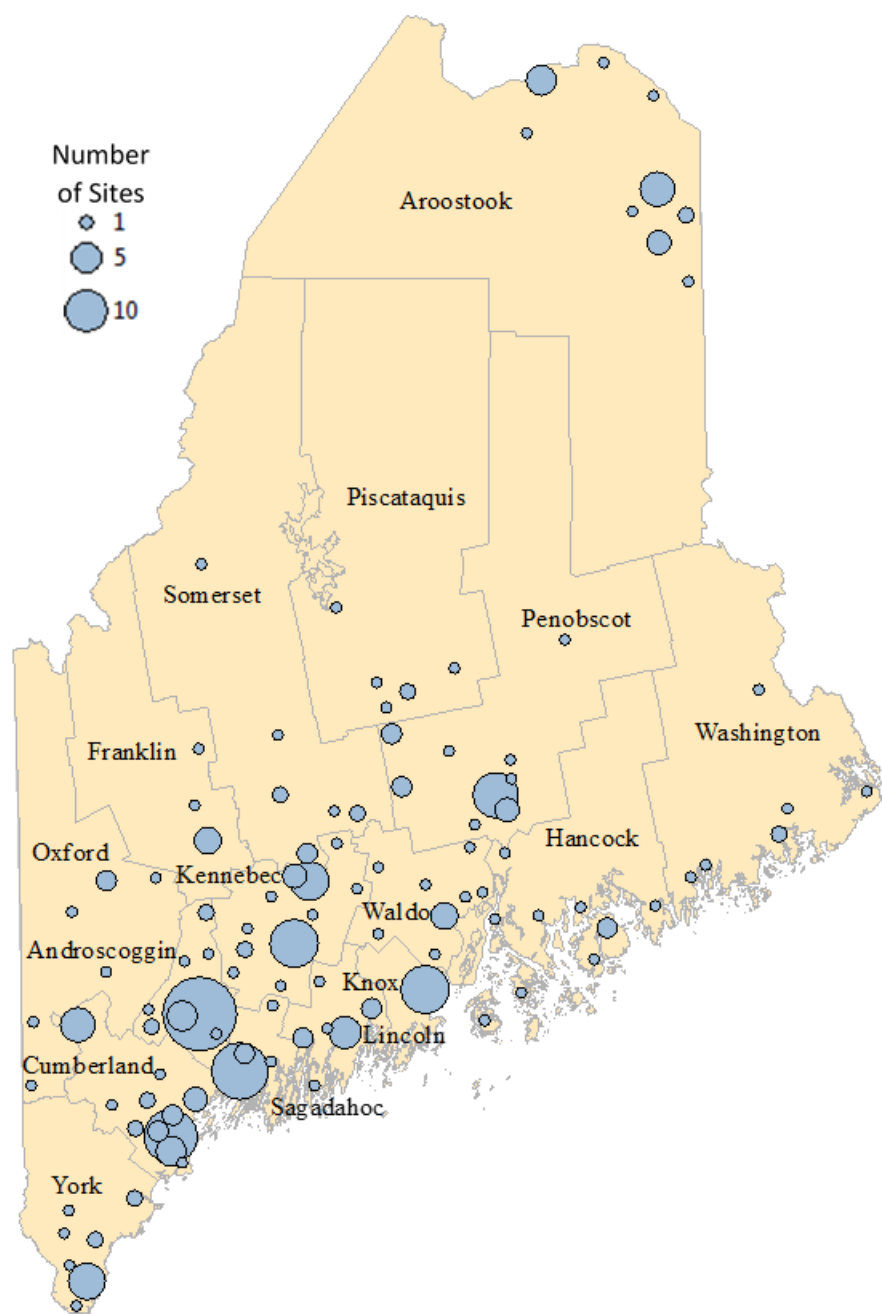 Number
of Sites
1
5
10
Aroostook
Piscataquis
Somerset
Penobscot
Washington
Franklin
Hancock
Oxford
Kennebec
Waldo
Androscoggin
Knox
Lincoln
Cumberland
Sagadahoc
York